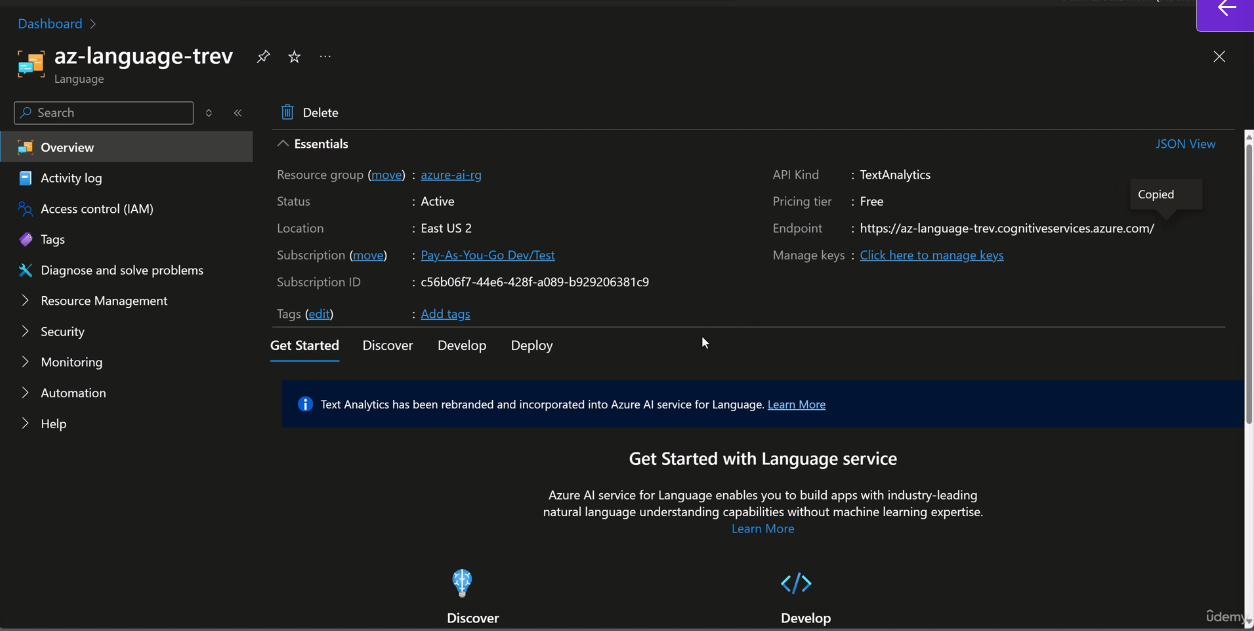 Dashboard >
az-language-trev
Language
Search
Delete
Overview
Activity log
Access control (IAM)
Tags
Diagnose and solve problems
Resource Management
Security
Monitoring
Automation
Help
Essentials
JSON View
Resource group (move) : azure-ai-rg
Status : Active
Location : East US 2
Subscription (move) : Pay-As-You-Go Dev/Test
Subscription ID : c56b06f7-44e6-428f-a089-b929206381c9
Tags (edit) : Add tags
API Kind : TextAnalytics
Pricing tier : Free
Copied
Endpoint : https://az-language-trev.cognitiveservices.azure.com/
Manage keys : Click here to manage keys
Get Started Discover Develop Deploy
Text Analytics has been rebranded and incorporated into Azure AI service for Language. Learn More
Get Started with Language service
Azure AI service for Language enables you to build apps with industry-leading
natural language understanding capabilities without machine learning expertise.
Learn More
Discover Develop
ûdemy